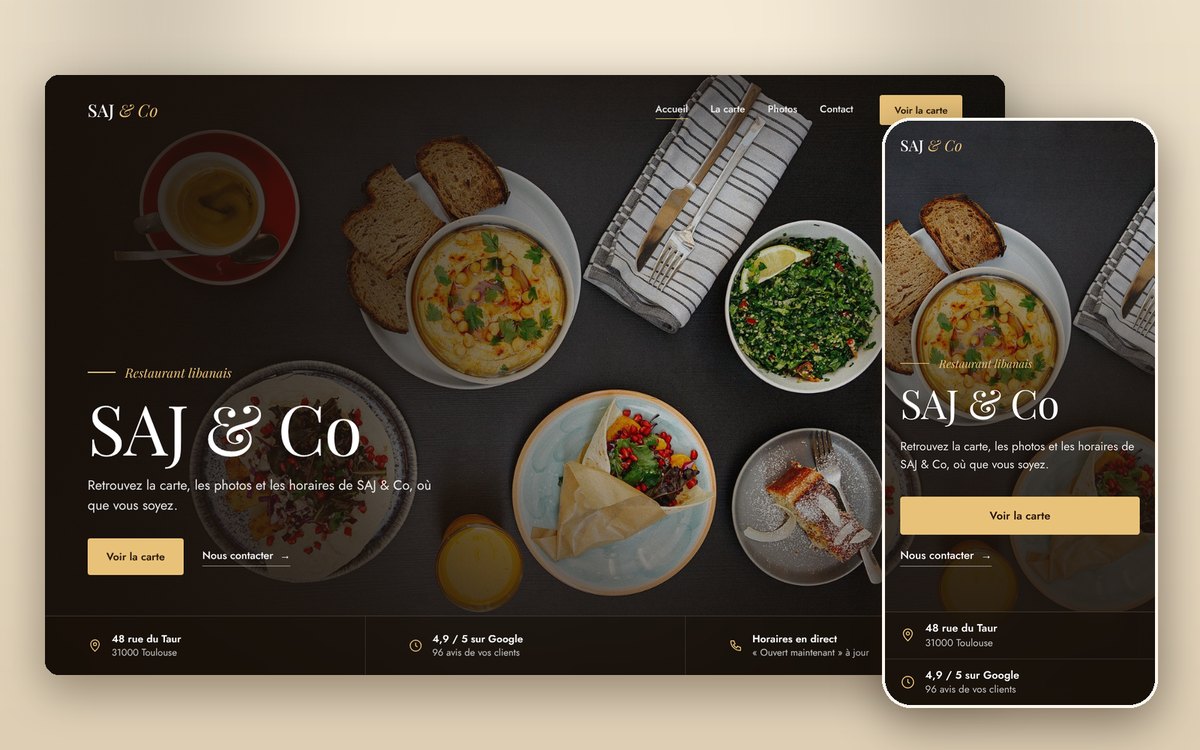 SAJ & Co
Accueil
La carte
Photos
Contact
Voir la carte
Restaurant libanais
SAJ & Co
Retrouvez la carte, les photos et les horaires de SAJ & Co, où
que vous soyez.
Voir la carte
Nous contacter →
48 rue du Taur
31000 Toulouse
4,9 / 5 sur Google
96 avis de vos clients
Horaires en direct
« Ouvert maintenant » à jour
SAJ & Co
Restaurant libanais
SAJ & Co
Retrouvez la carte, les photos et les horaires de
SAJ & Co, où que vous soyez.
Voir la carte
Nous contacter →
48 rue du Taur
31000 Toulouse
4,9 / 5 sur Google
96 avis de vos clients